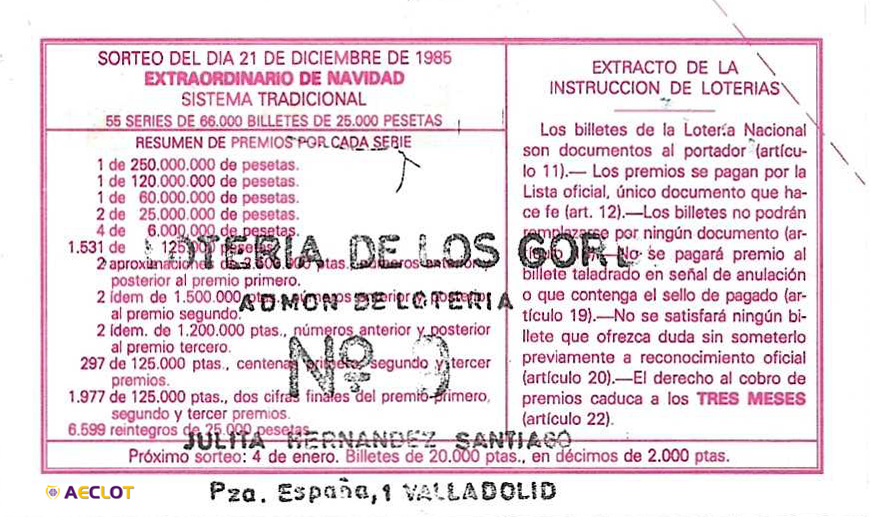 SORTEO DEL DIA 21 DE DICIEMBRE DE 1985
EXTRAORDINARIO DE NAVIDAD
SISTEMA TRADICIONAL
55 SERIES DE 66.000 BILLETES DE 25.000 PESETAS
RESUMEN DE PREMIOS POR CADA SERIE
1 de 250.000.000 de pesetas.
1 de 120.000.000 de pesetas.
1 de 60.000.000 de pesetas.
2 de 25.000.000 de pesetas.
4 de 6.000.000 de pesetas.
1.531 de 125.000 pesetas.
2 aproximaciones de ptas., números anterior y
posterior al premio primero.
2 ídem de 1.500.000 ptas., números anterior y posterior
al premio segundo.
2 ídem. de 1.200.000 ptas., números anterior y posterior
al premio tercero.
297 de 125.000 ptas., centenas primero, segundo y tercer
premios.
1.977 de 125.000 ptas., dos cifras finales del premio primero,
segundo y tercer premios.
6.599 reintegros de 25.000 pesetas.
EXTRACTO DE LA
INSTRUCCION DE LOTERIAS
Los billetes de la Lotería Nacional
son documentos al portador (artícu-
lo 11).— Los premios se pagan por la
Lista oficial, único documento que ha-
ce fe (art. 12).—Los billetes no podrán
remplazarse por ningún documento (ar-
se pagará premio al
billete taladrado en señal de anulación
o que contenga el sello de pagado (ar-
tículo 19).—No se satisfará ningún bi-
llete que ofrezca duda sin someterlo
previamente a reconocimiento oficial
(artículo 20).—El derecho al cobro de
premios caduca a los TRES MESES
(artículo 22).
Próximo sorteo: 4 de enero. Billetes de 20.000 ptas., en décimos de 2.000 ptas.
LOTERIA DE LOS GORL
ADMON DE LOTERIA
Nº 9
JULITA HERNANDEZ SANTIAGO
Pza. España, 1 VALLADOLID
AECLOT